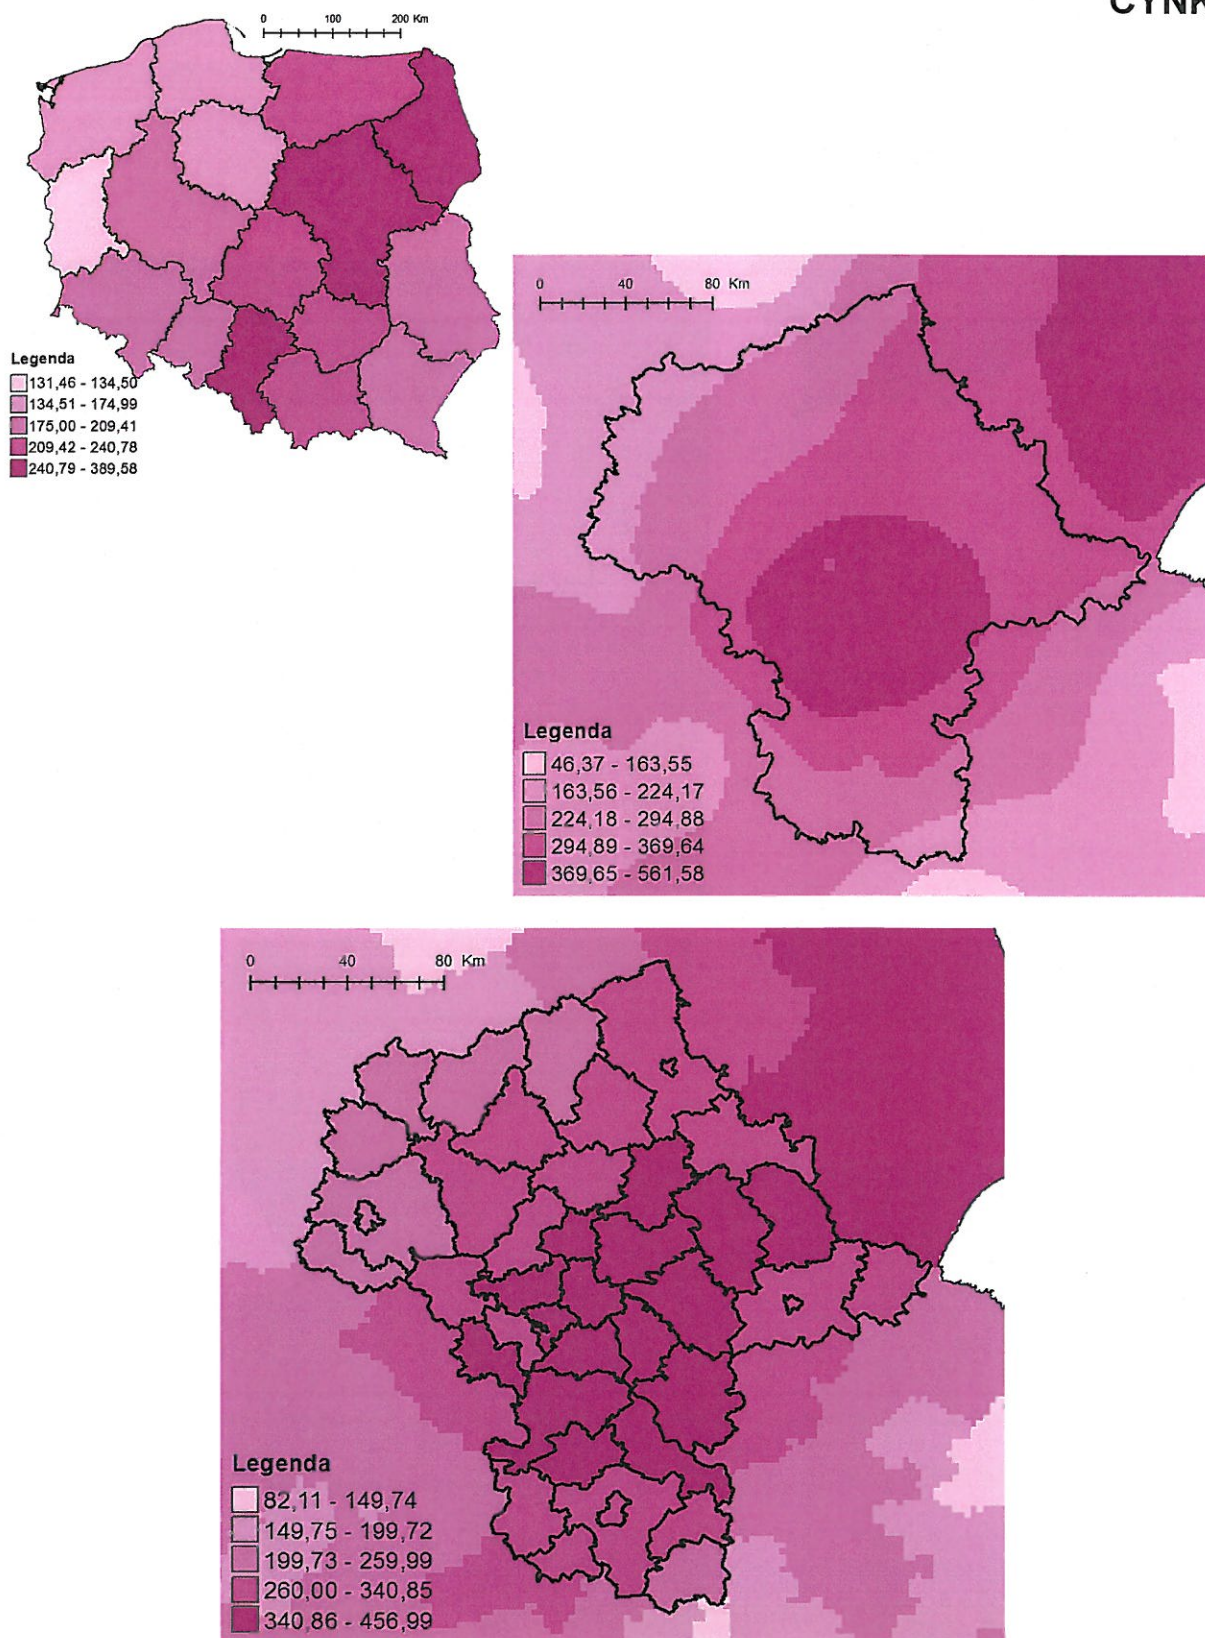 CYNK
0 100 200 Km
Legenda
131,46 - 134,50
134,51 - 174,99
175,00 - 209,41
209,42 - 240,78
240,79 - 389,58
0 40 80 Km
Legenda
46,37 - 163,55
163,56 - 224,17
224,18 - 294,88
294,89 - 369,64
369,65 - 561,58
0 40 80 Km
Legenda
82,11 - 149,74
149,75 - 199,72
199,73 - 259,99
260,00 - 340,85
340,86 - 456,99